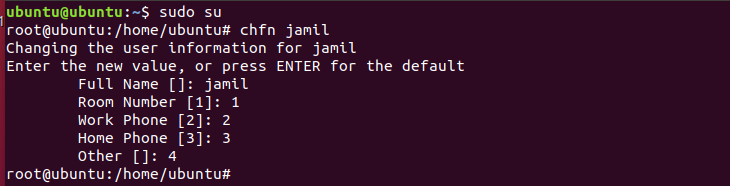 ubuntu@ubuntu:~$ sudo su
root@ubuntu:/home/ubuntu# chfn jamil
Changing the user information for jamil
Enter the new value, or press ENTER for the default
        Full Name []: jamil
        Room Number [1]: 1
        Work Phone [2]: 2
        Home Phone [3]: 3
        Other []: 4
root@ubuntu:/home/ubuntu#